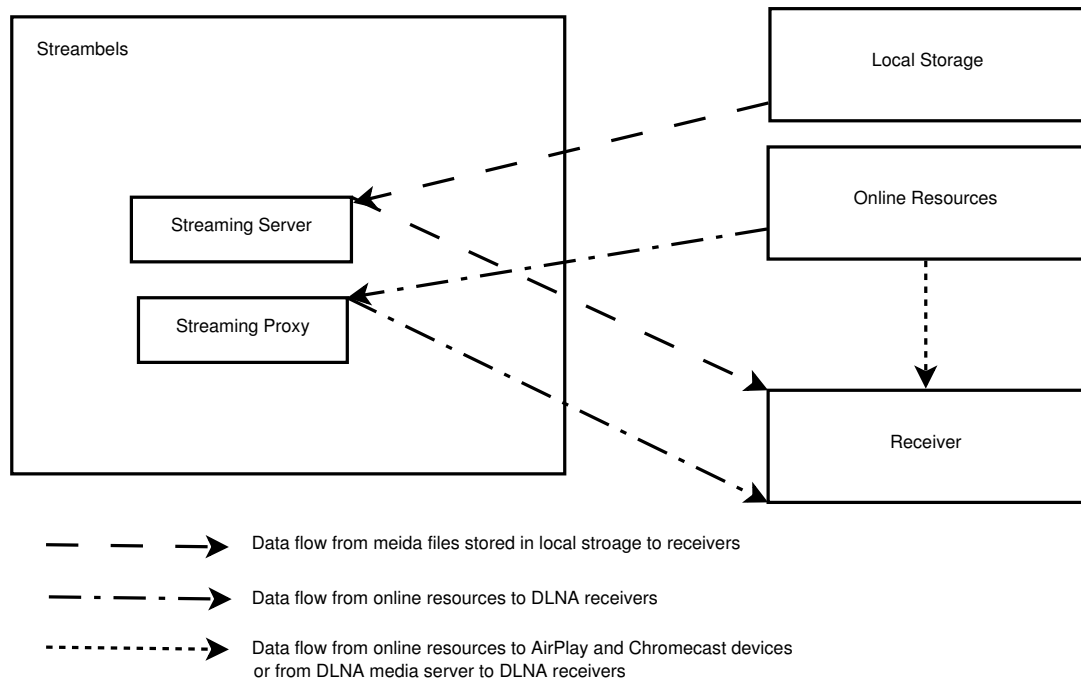 Streambels
Local Storage
Online Resources
Streaming Server
Streaming Proxy
Receiver
Data flow from meida files stored in local stroage to receivers
Data flow from online resources to DLNA receivers
Data flow from online resources to AirPlay and Chromecast devices
or from DLNA media server to DLNA receivers